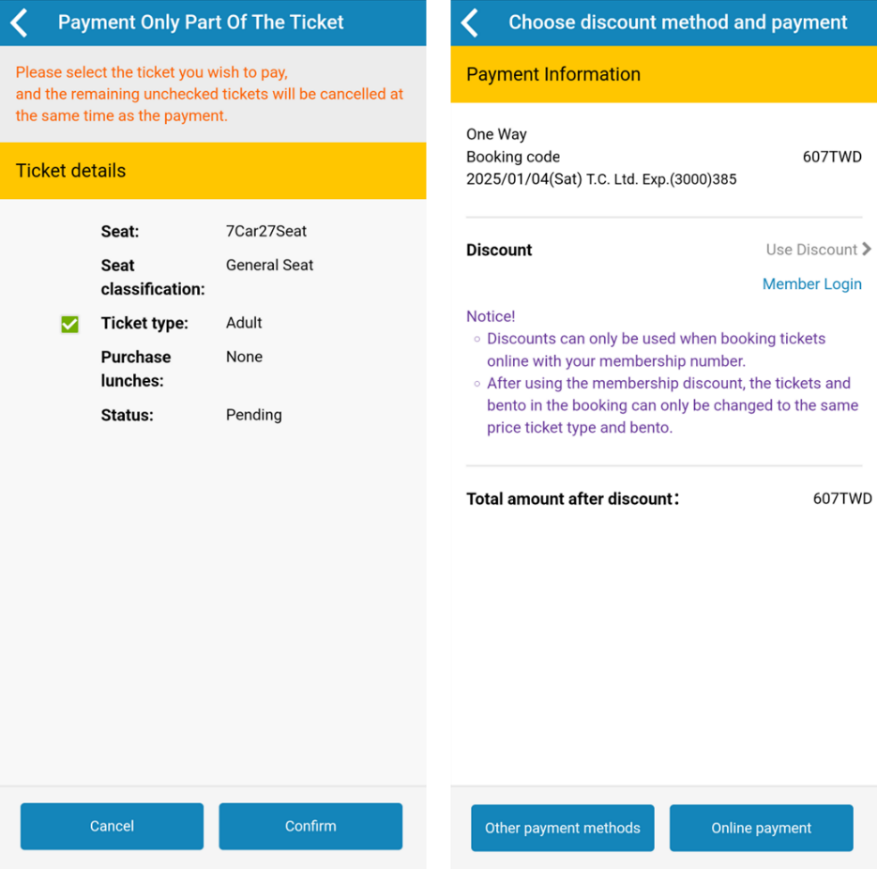 Payment Only Part Of The Ticket
Please select the ticket you wish to pay,
and the remaining unchecked tickets will be cancelled at
the same time as the payment.
Ticket details
Seat: 7Car27Seat
Seat classification: General Seat
Ticket type: Adult
Purchase lunches: None
Status: Pending
Cancel Confirm
Choose discount method and payment
Payment Information
One Way
Booking code 607TWD
2025/01/04(Sat) T.C. Ltd. Exp.(3000)385
Discount Use Discount
Member Login
Notice!
Discounts can only be used when booking tickets
online with your membership number.
After using the membership discount, the tickets and
bento in the booking can only be changed to the same
price ticket type and bento.
Total amount after discount: 607TWD
Other payment methods Online payment